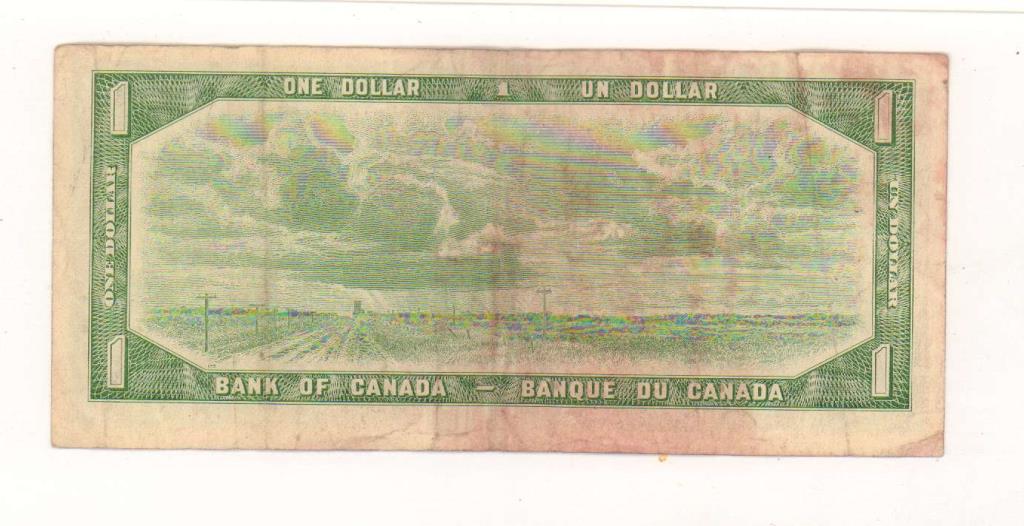 ONE DOLLAR 1 UN DOLLAR
1
1
ONE DOLLAR
UN DOLLAR
1
1
BANK OF CANADA – BANQUE DU CANADA